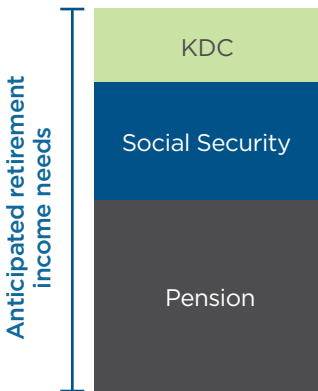 KDC
Social Security
Pension
Anticipated retirement
income needs